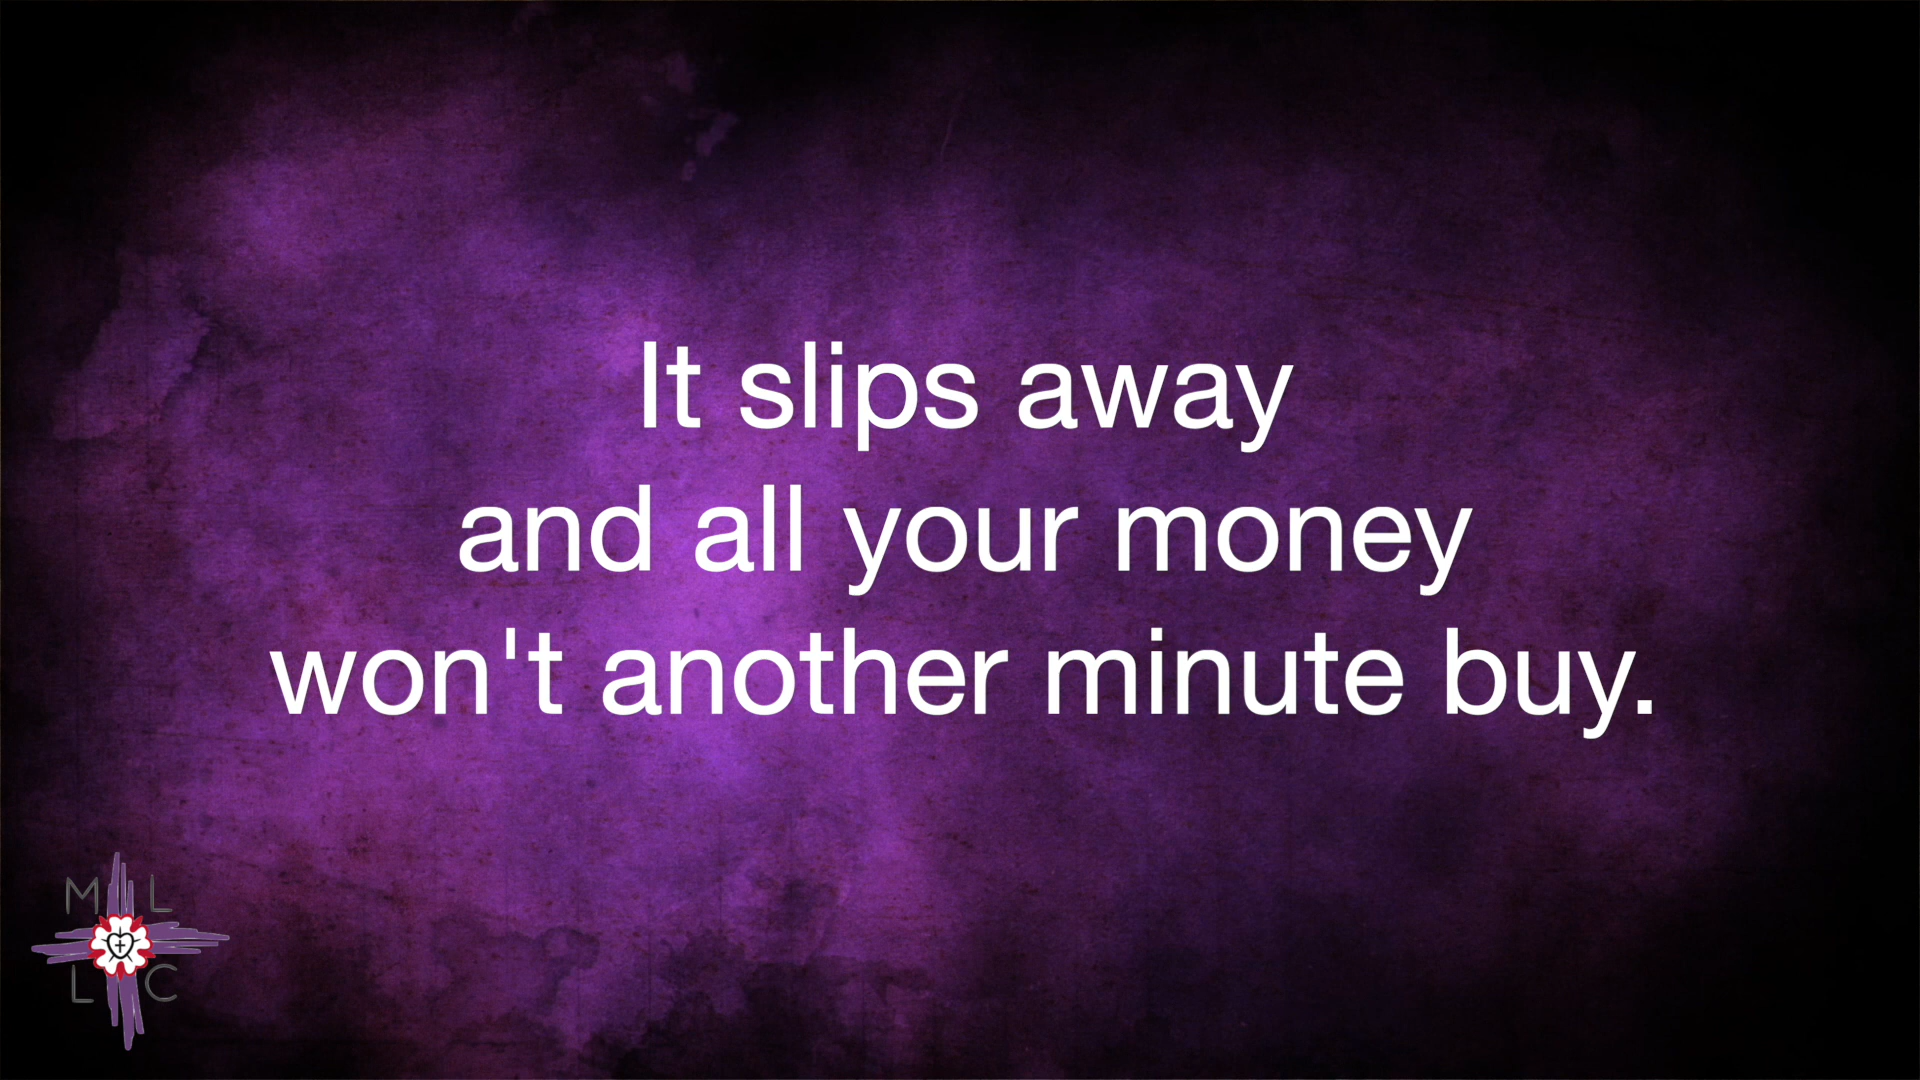 It slips away
and all your money
won't another minute buy.
M L
L C